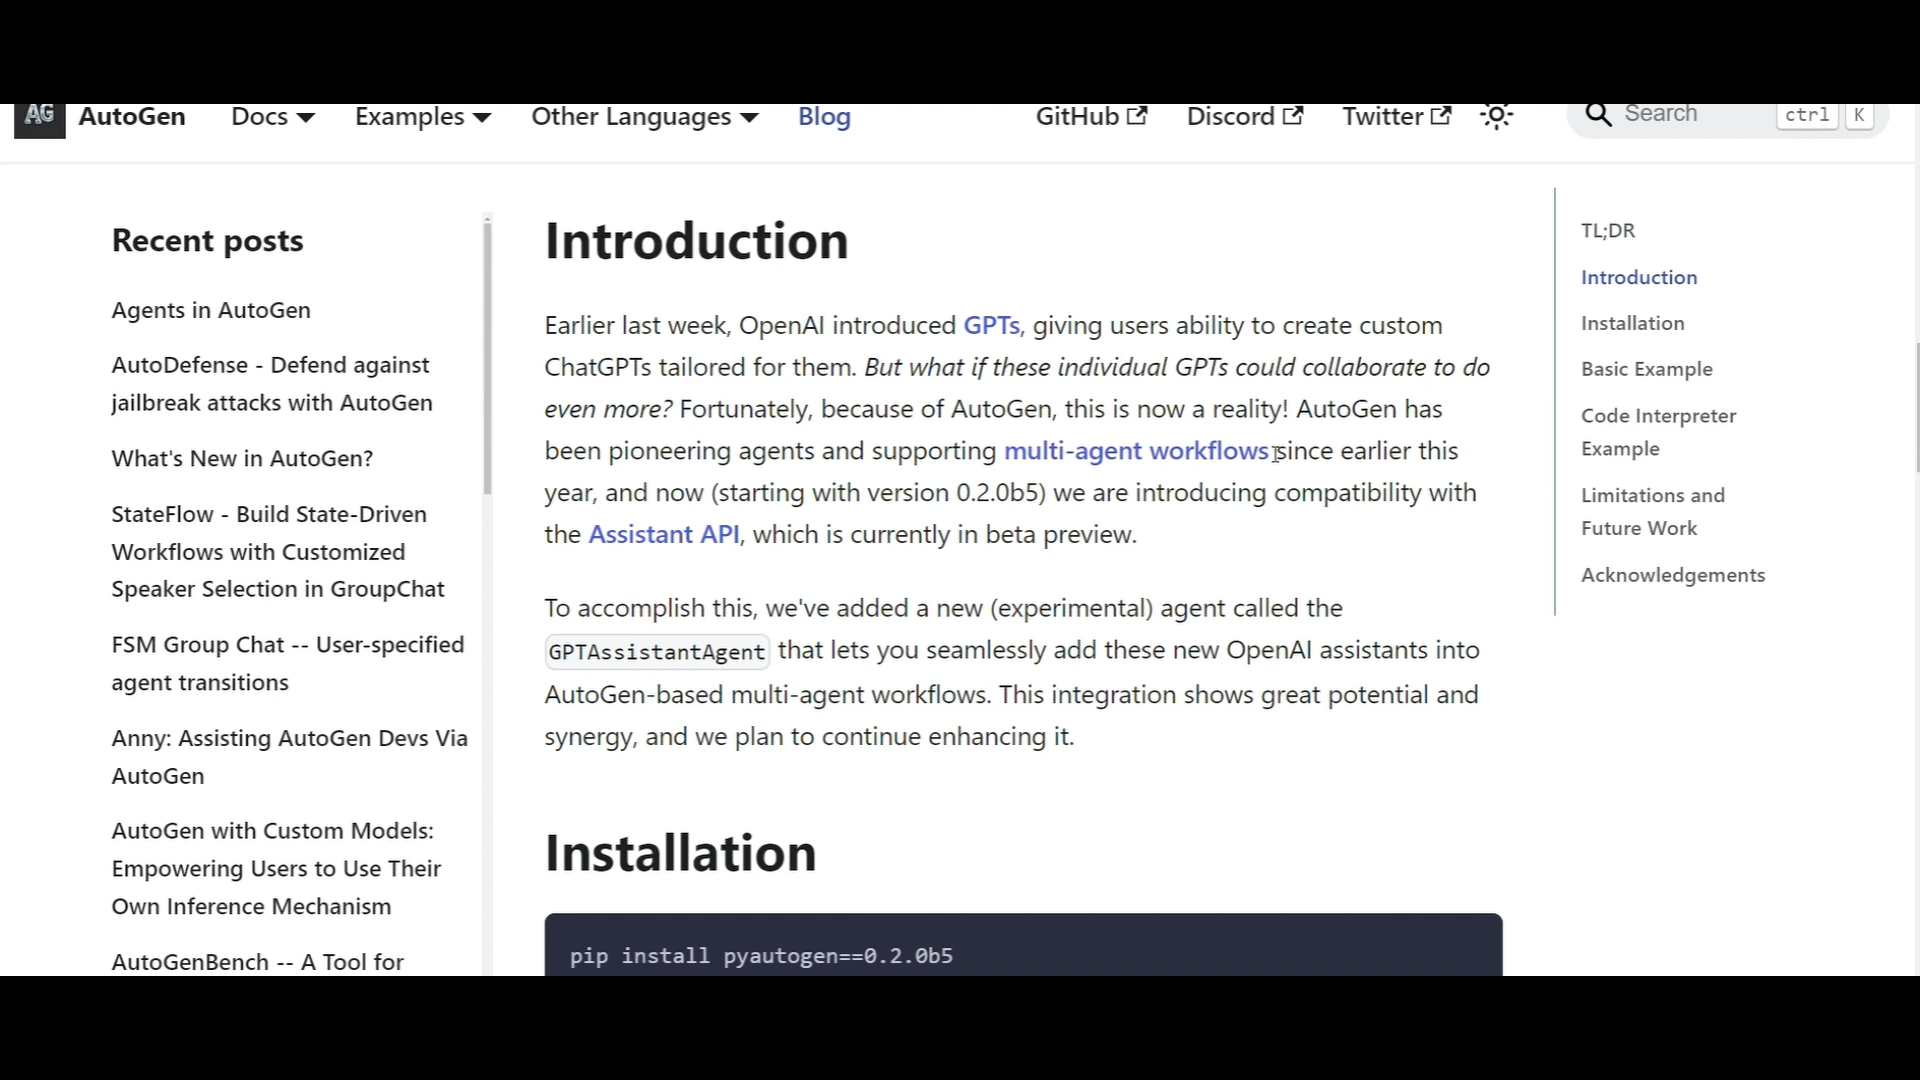 AG AutoGen Docs Examples Other Languages Blog GitHub Discord Twitter Search ctrl K
Recent posts
Agents in AutoGen
AutoDefense - Defend against
jailbreak attacks with AutoGen
What's New in AutoGen?
StateFlow - Build State-Driven
Workflows with Customized
Speaker Selection in GroupChat
FSM Group Chat -- User-specified
agent transitions
Anny: Assisting AutoGen Devs Via
AutoGen
AutoGen with Custom Models:
Empowering Users to Use Their
Own Inference Mechanism
AutoGenBench -- A Tool for
Introduction
Earlier last week, OpenAI introduced GPTs, giving users ability to create custom
ChatGPTs tailored for them. But what if these individual GPTs could collaborate to do
even more? Fortunately, because of AutoGen, this is now a reality! AutoGen has
been pioneering agents and supporting multi-agent workflows since earlier this
year, and now (starting with version 0.2.0b5) we are introducing compatibility with
the Assistant API, which is currently in beta preview.
To accomplish this, we've added a new (experimental) agent called the
GPTAssistantAgent that lets you seamlessly add these new OpenAI assistants into
AutoGen-based multi-agent workflows. This integration shows great potential and
synergy, and we plan to continue enhancing it.
Installation
pip install pyautogen==0.2.0b5
TL;DR
Introduction
Installation
Basic Example
Code Interpreter
Example
Limitations and
Future Work
Acknowledgements